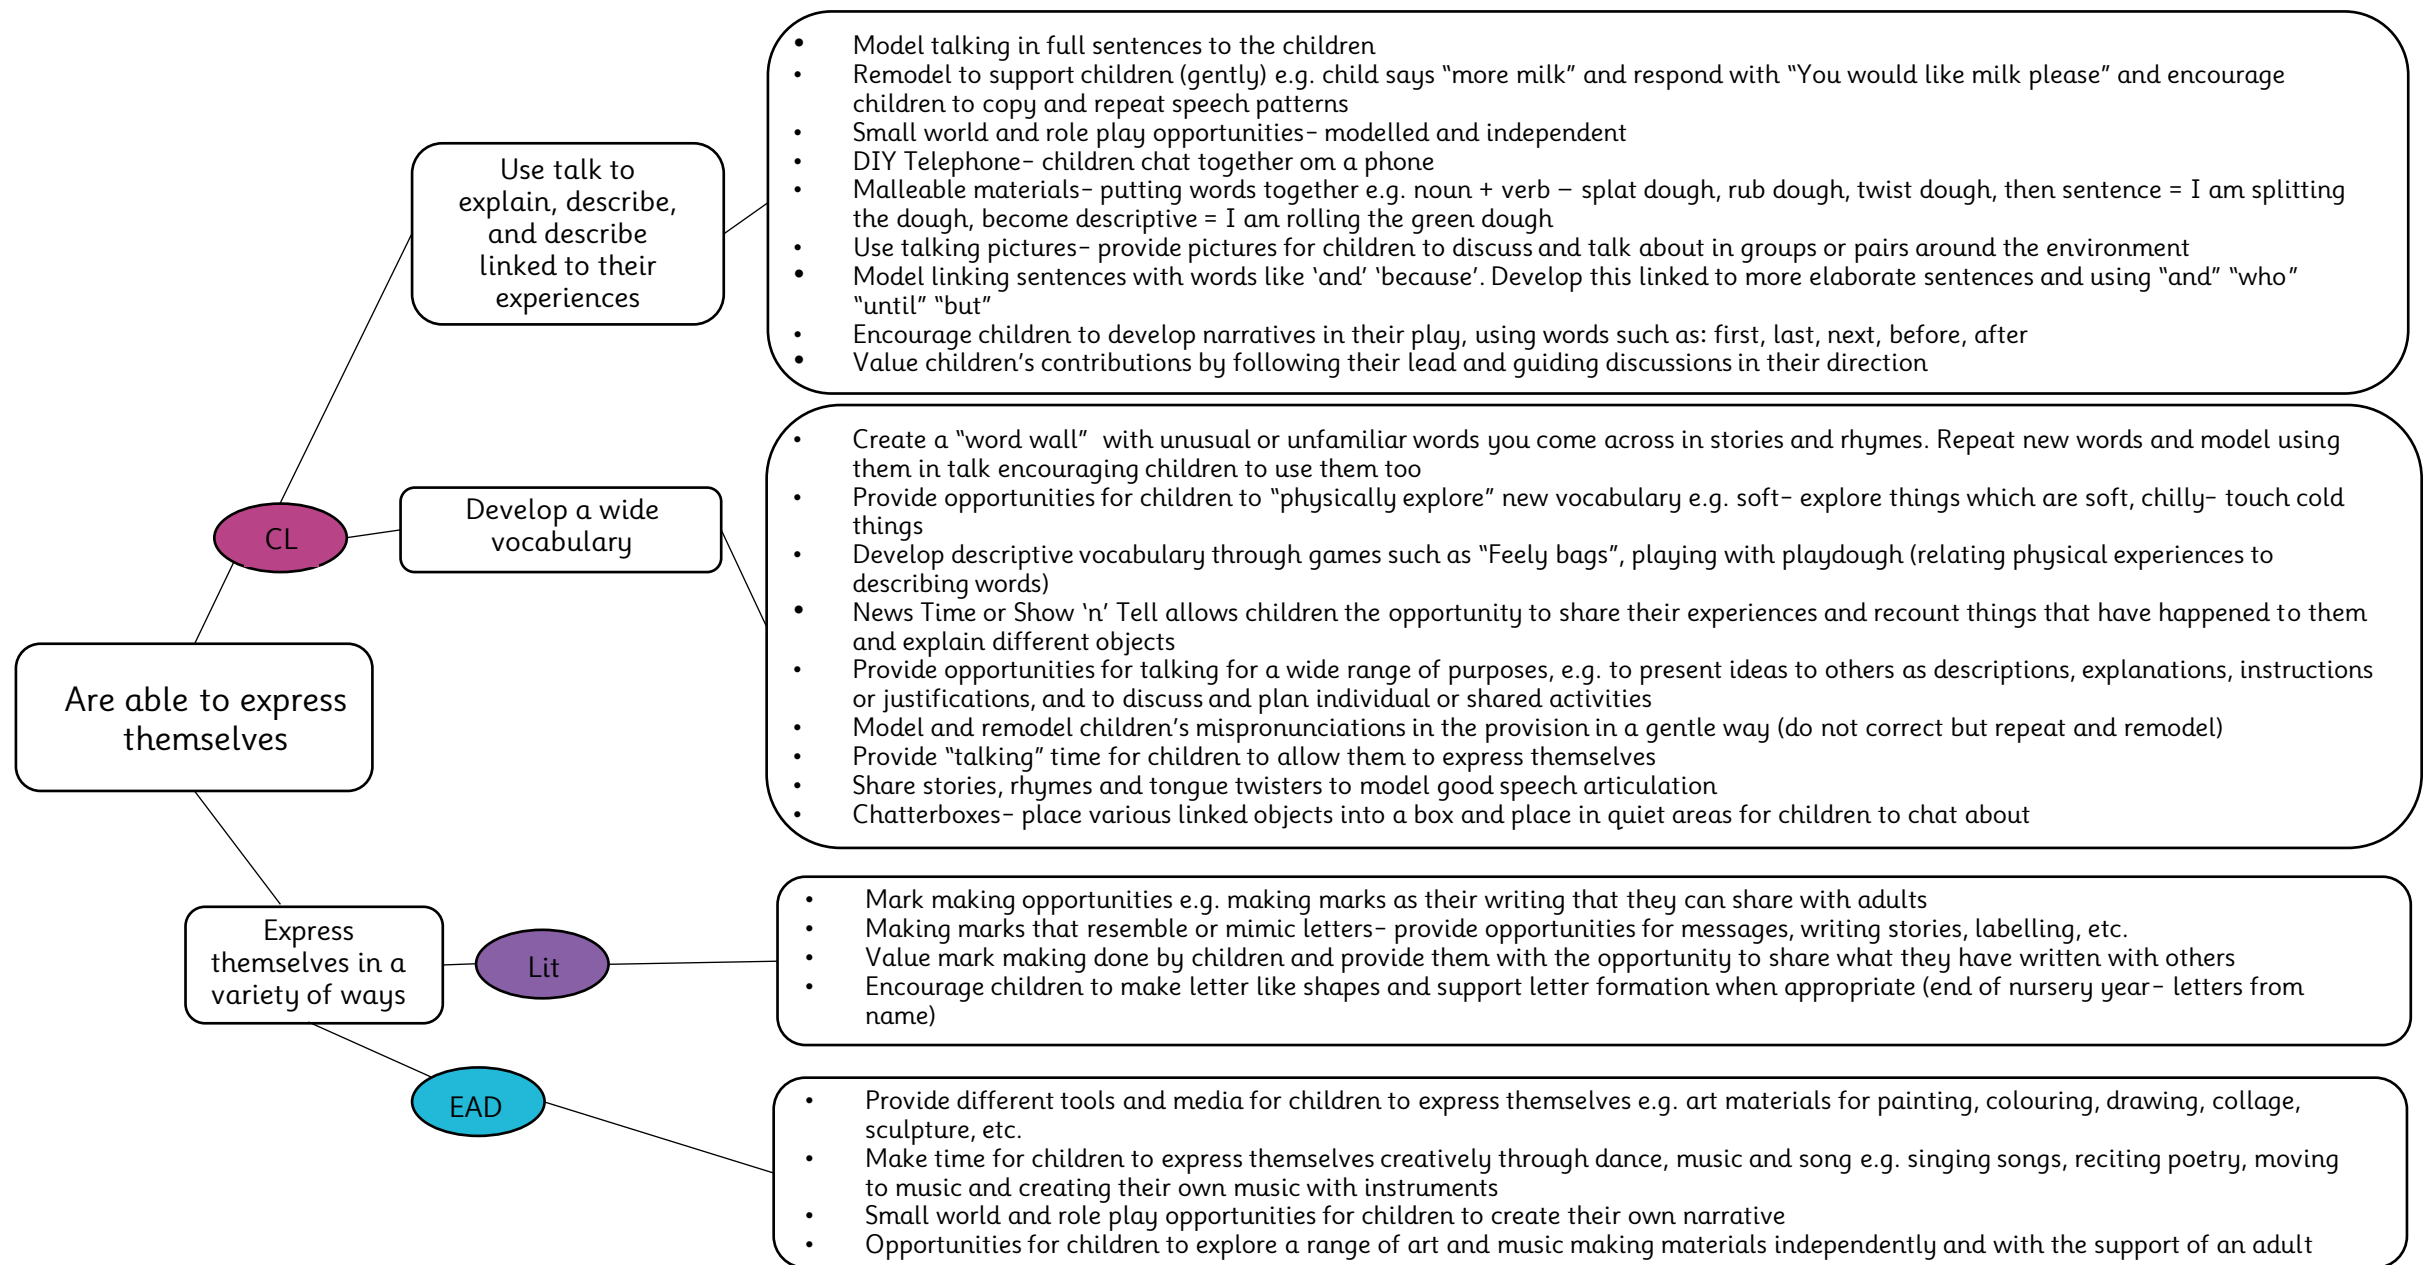 Are able to express
themselves
CL
Use talk to
explain, describe,
and describe
linked to their
experiences
• Model talking in full sentences to the children
• Remodel to support children (gently) e.g. child says “more milk” and respond with “You would like milk please” and encourage
children to copy and repeat speech patterns
• Small world and role play opportunities– modelled and independent
• DIY Telephone– children chat together om a phone
• Malleable materials– putting words together e.g. noun + verb – splat dough, rub dough, twist dough, then sentence = I am splitting
the dough, become descriptive = I am rolling the green dough
• Use talking pictures– provide pictures for children to discuss and talk about in groups or pairs around the environment
• Model linking sentences with words like ‘and’ ‘because’. Develop this linked to more elaborate sentences and using “and” “who”
“until” “but”
• Encourage children to develop narratives in their play, using words such as: first, last, next, before, after
• Value children’s contributions by following their lead and guiding discussions in their direction
Develop a wide
vocabulary
• Create a “word wall” with unusual or unfamiliar words you come across in stories and rhymes. Repeat new words and model using
them in talk encouraging children to use them too
• Provide opportunities for children to “physically explore” new vocabulary e.g. soft– explore things which are soft, chilly– touch cold
things
• Develop descriptive vocabulary through games such as “Feely bags”, playing with playdough (relating physical experiences to
describing words)
• News Time or Show ‘n’ Tell allows children the opportunity to share their experiences and recount things that have happened to them
and explain different objects
• Provide opportunities for talking for a wide range of purposes, e.g. to present ideas to others as descriptions, explanations, instructions
or justifications, and to discuss and plan individual or shared activities
• Model and remodel children’s mispronunciations in the provision in a gentle way (do not correct but repeat and remodel)
• Provide “talking” time for children to allow them to express themselves
• Share stories, rhymes and tongue twisters to model good speech articulation
• Chatterboxes– place various linked objects into a box and place in quiet areas for children to chat about
Express
themselves in a
variety of ways
Lit
• Mark making opportunities e.g. making marks as their writing that they can share with adults
• Making marks that resemble or mimic letters– provide opportunities for messages, writing stories, labelling, etc.
• Value mark making done by children and provide them with the opportunity to share what they have written with others
• Encourage children to make letter like shapes and support letter formation when appropriate (end of nursery year– letters from
name)
EAD
• Provide different tools and media for children to express themselves e.g. art materials for painting, colouring, drawing, collage,
sculpture, etc.
• Make time for children to express themselves creatively through dance, music and song e.g. singing songs, reciting poetry, moving
to music and creating their own music with instruments
• Small world and role play opportunities for children to create their own narrative
• Opportunities for children to explore a range of art and music making materials independently and with the support of an adult